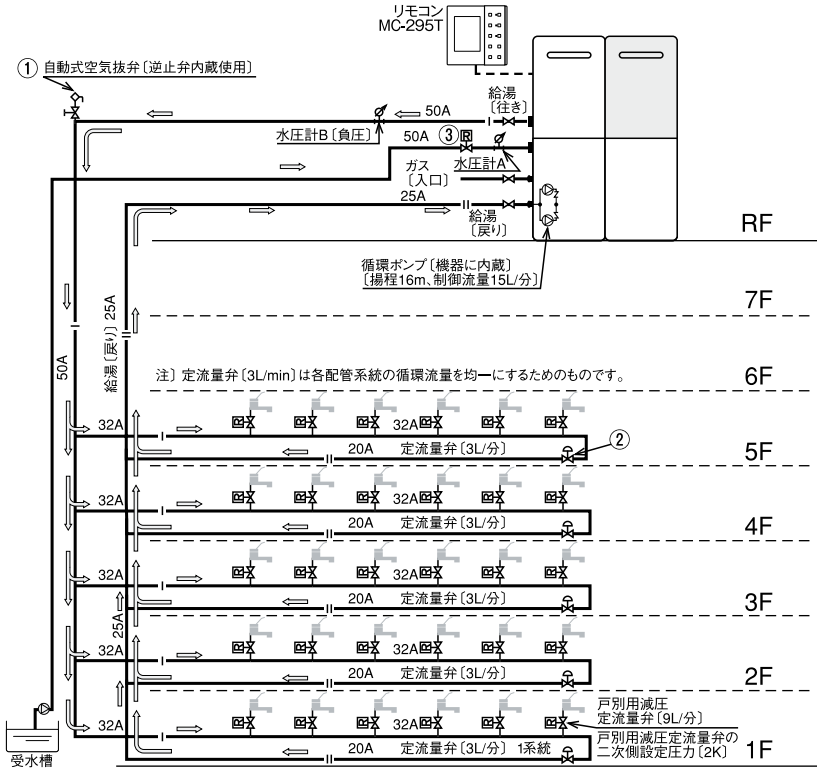 リモコン
MC-295T
① 自動式空気抜弁〔逆止弁内蔵使用〕
給湯
〔往き〕
50A
水圧計B〔負圧〕
50A
③
R
水圧計A
ガス
〔入口〕
25A
給湯
〔戻り〕
RF
循環ポンプ〔機器に内蔵〕
〔揚程16m、制御流量15L/分〕
7F
50A
給湯〔戻り〕25A
注〕定流量弁〔3L/min〕は各配管系統の循環流量を均一にするためのものです。
6F
32A
R R R 32A R R R
②
20A 定流量弁〔3L/分〕
5F
32A
R R R 32A R R R
20A 定流量弁〔3L/分〕
4F
32A
R R R 32A R R R
20A 定流量弁〔3L/分〕
3F
25A
32A
R R R 32A R R R
20A 定流量弁〔3L/分〕
2F
32A
R R R 32A R R R
戸別用減圧
定流量弁〔9L/分〕
戸別用減圧定流量弁の
二次側設定圧力〔2K〕
20A 定流量弁〔3L/分〕 1系統
1F
受水槽